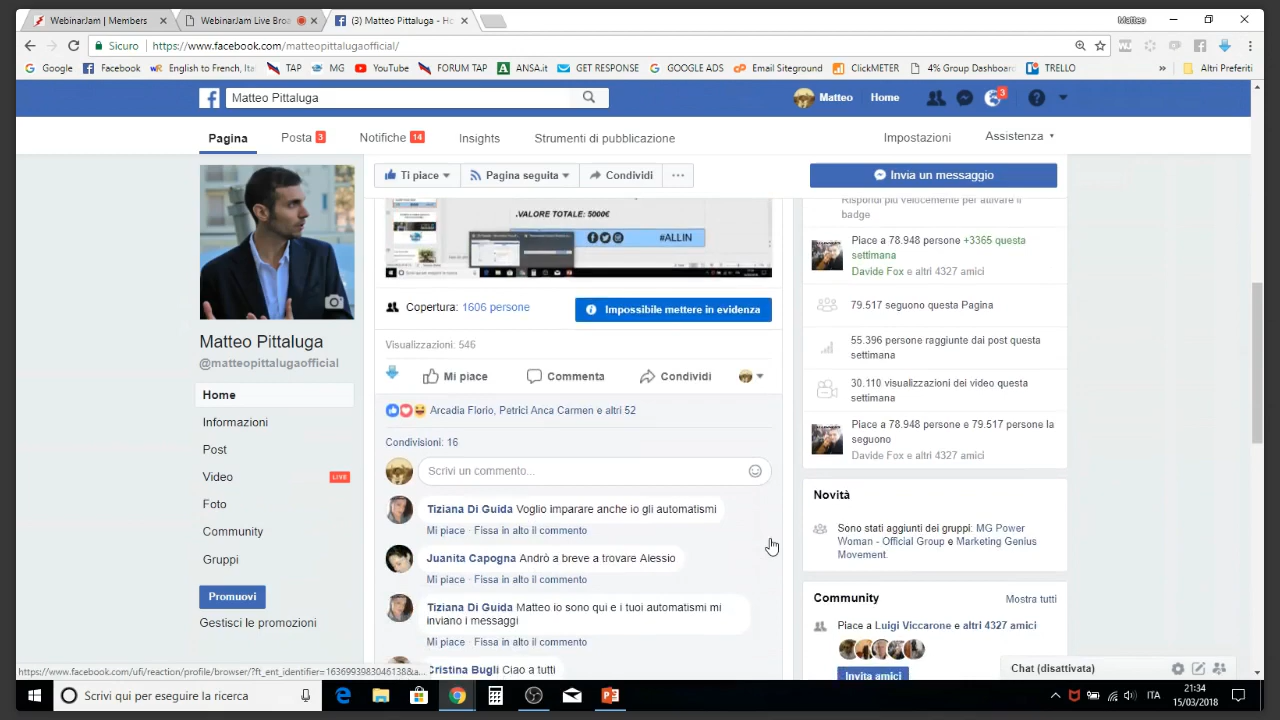 WebinarJam | Members
WebinarJam Live Broa
(3) Matteo Pittaluga - Ho
Matteo
Sicuro
https://www.facebook.com/matteopittalugaofficial/
Google
Facebook
English to French, Ital
TAP
MG
YouTube
FORUM TAP
ANSA.it
GET RESPONSE
GOOGLE ADS
Email Siteground
ClickMETER
4% Group Dashboard
TRELLO
»
Altri Preferiti
Matteo Pittaluga
Matteo
Home
3
Pagina
Posta 3
Notifiche 14
Insights
Strumenti di pubblicazione
Impostazioni
Assistenza
Ti piace
Pagina seguita
Condividi
...
Invia un messaggio
.VALORE TOTALE: 5000€
#ALLIN
Copertura: 1606 persone
Impossibile mettere in evidenza
Visualizzazioni: 546
Mi piace
Commenta
Condividi
Arcadia Florio, Petrici Anca Carmen e altri 52
Condivisioni: 16
Scrivi un commento...
Tiziana Di Guida Voglio imparare anche io gli automatismi
Mi piace · Fissa in alto il commento
Juanita Capogna Andrò a breve a trovare Alessio
Mi piace · Fissa in alto il commento
Tiziana Di Guida Matteo io sono qui e i tuoi automatismi mi
inviano i messaggi
Mi piace · Fissa in alto il commento
Cristina Bugli Ciao a tutti
Matteo Pittaluga
@matteopittalugaofficial
Home
Informazioni
Post
Video LIVE
Foto
Community
Gruppi
Promuovi
Gestisci le promozioni
Rispondi più velocemente per attivare il
badge
Piace a 78.948 persone +3365 questa
settimana
Davide Fox e altri 4327 amici
79.517 seguono questa Pagina
55.396 persone raggiunte dai post questa
settimana
30.110 visualizzazioni dei video questa
settimana
Piace a 78.948 persone e 79.517 persone la
seguono
Davide Fox e altri 4327 amici
Novità
Sono stati aggiunti dei gruppi: MG Power
Woman - Official Group e Marketing Genius
Movement.
Community
Mostra tutti
Piace a Luigi Viccarone e altri 4327 amici
Invita amici
Chat (disattivata)
https://www.facebook.com/ufi/reaction/profile/browser/?ft_ent_identifier=1636993983046138&a...
Scrivi qui per eseguire la ricerca
ITA
21:34
15/03/2018